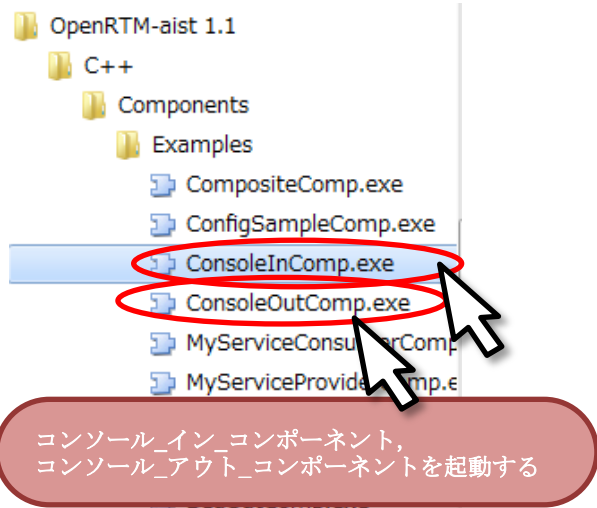 OpenRTM-aist 1.1
C++
Components
Examples
CompositeComp.exe
ConfigSampleComp.exe
ConsoleInComp.exe
ConsoleOutComp.exe
コンソール_イン_コンポーネント,
コンソール_アウト_コンポーネントを起動する